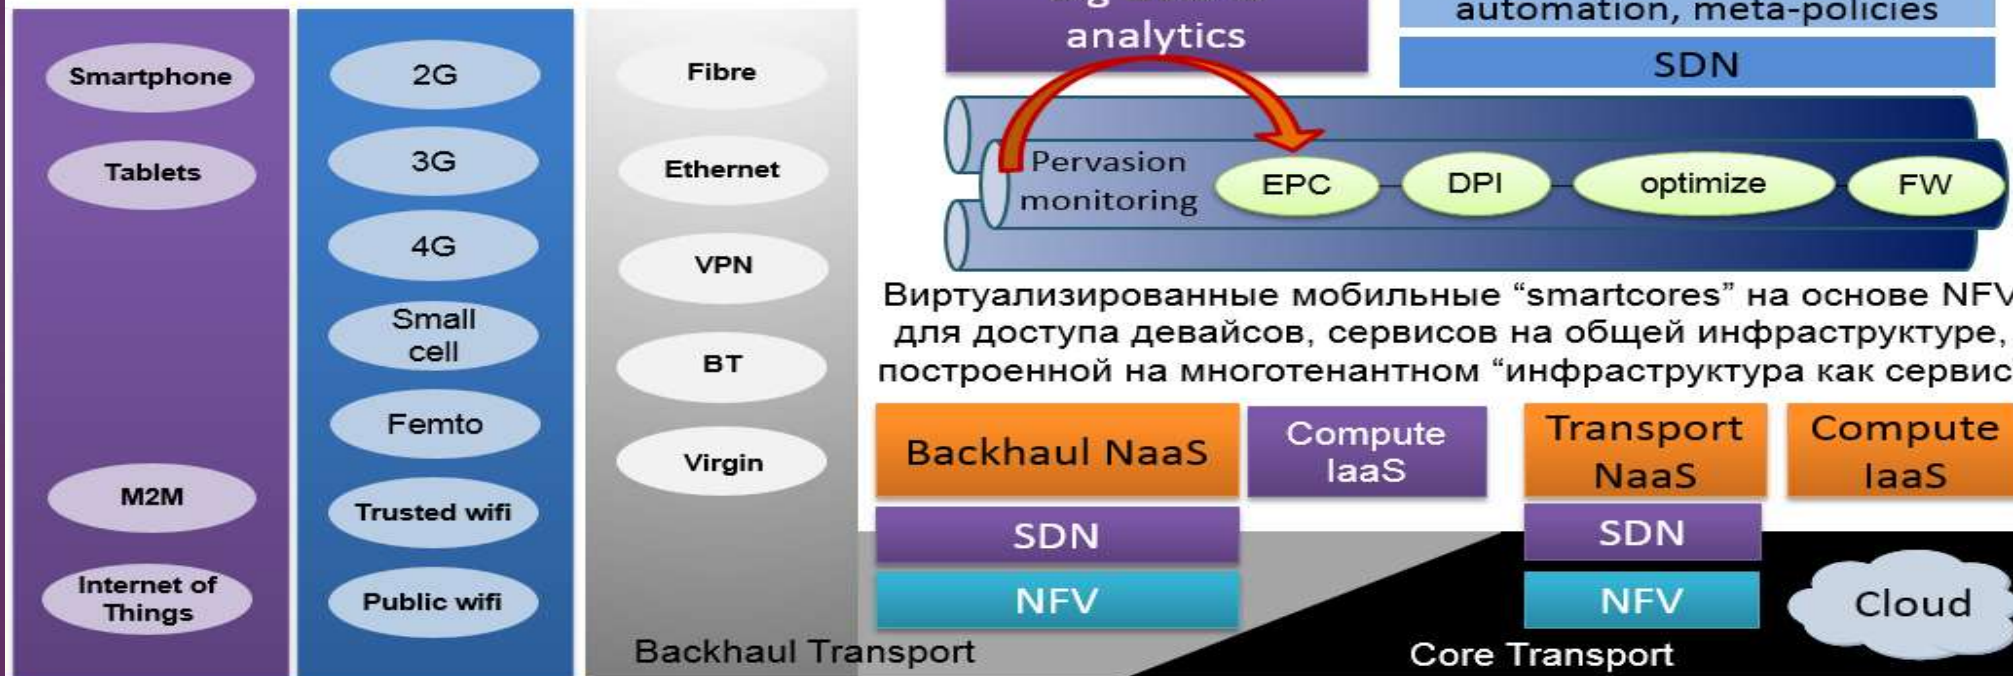 Smartphone
Tablets
M2M
Internet of
Things
2G
3G
4G
Small
cell
Femto
Trusted wifi
Public wifi
Fibre
Ethernet
VPN
BT
Virgin
Backhaul Transport
analytics
automation, meta-policies
SDN
Pervasion
monitoring
EPC
DPI
optimize
FW
Виртуализированные мобильные “smartcores” на основе NFV
для доступа девайсов, сервисов на общей инфраструктуре,
построенной на многотенантном “инфраструктура как сервис
Backhaul NaaS
SDN
NFV
Compute
IaaS
Transport
NaaS
SDN
NFV
Compute
IaaS
Cloud
Core Transport